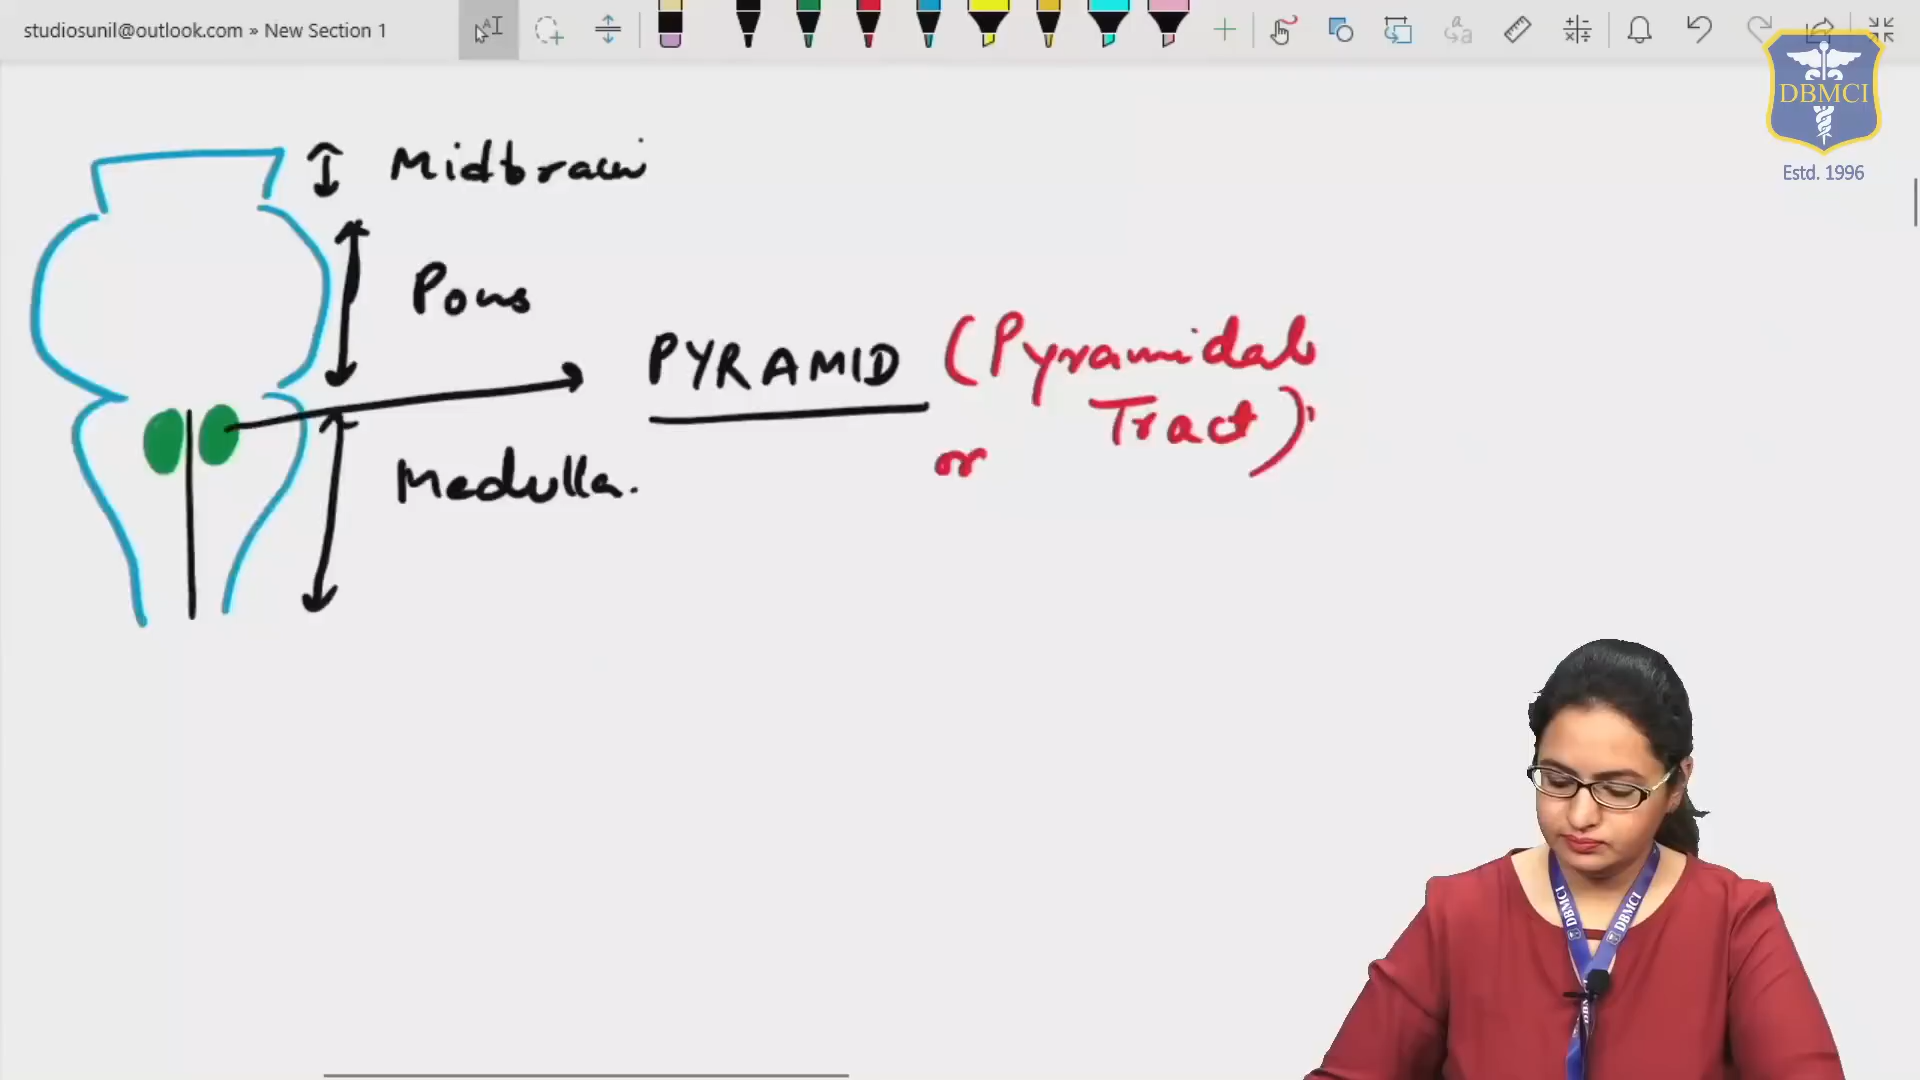 studiosunil@outlook.com » New Section 1
DBMCI
Estd. 1996
Midbrain
Pons
PYRAMID (Pyramidal
Tract)
or
Medulla.
DBMCI
DBMCI